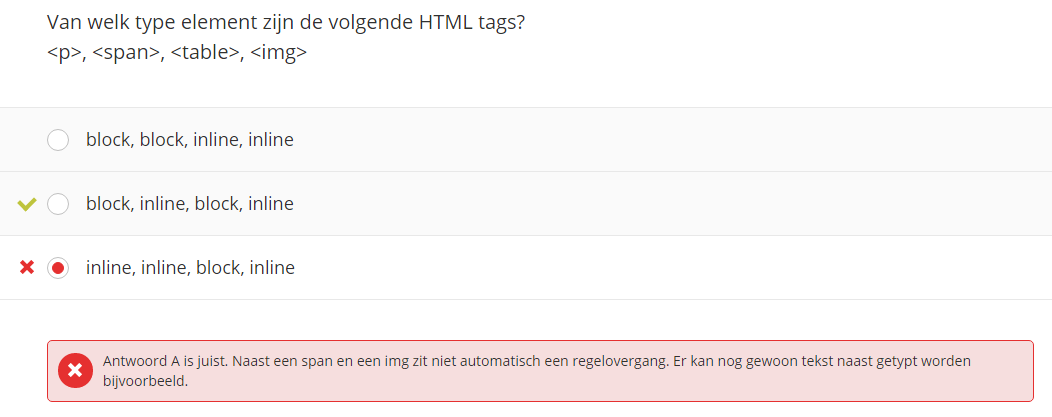 Van welk type element zijn de volgende HTML tags?
<p>, <span>, <table>, <img>
block, block, inline, inline
block, inline, block, inline
inline, inline, block, inline
Antwoord A is juist. Naast een span en een img zit niet automatisch een regelovergang. Er kan nog gewoon tekst naast getypt worden
bijvoorbeeld.